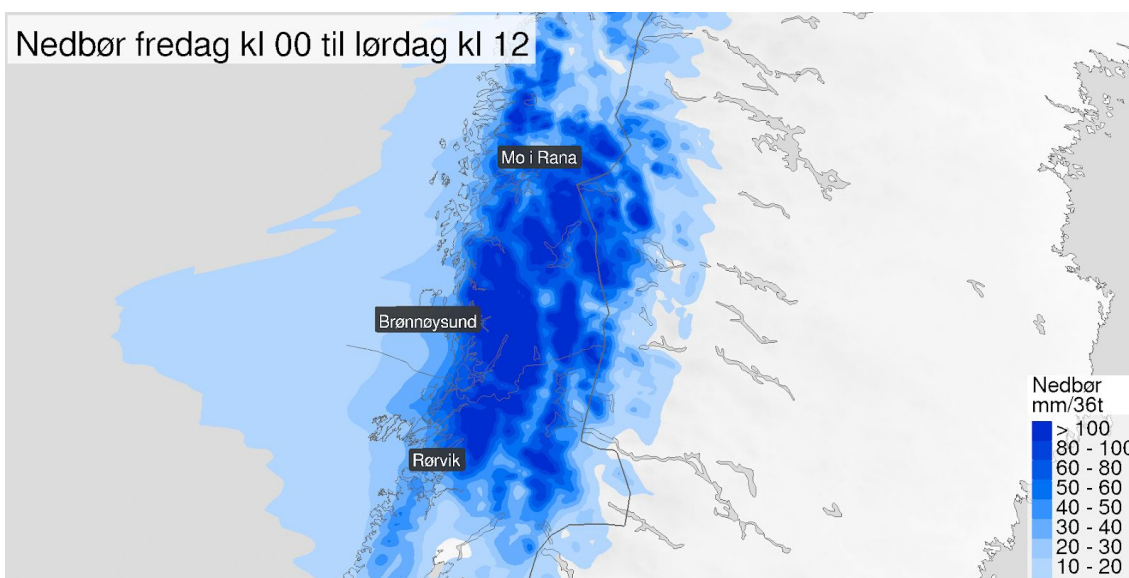 Nedbør fredag kl 00 til lørdag kl 12
Mo i Rana
Brønnøysund
Rørvik
Nedbør
mm/36t
> 100
80 - 100
60 - 80
50 - 60
40 - 50
30 - 40
20 - 30
10 - 20